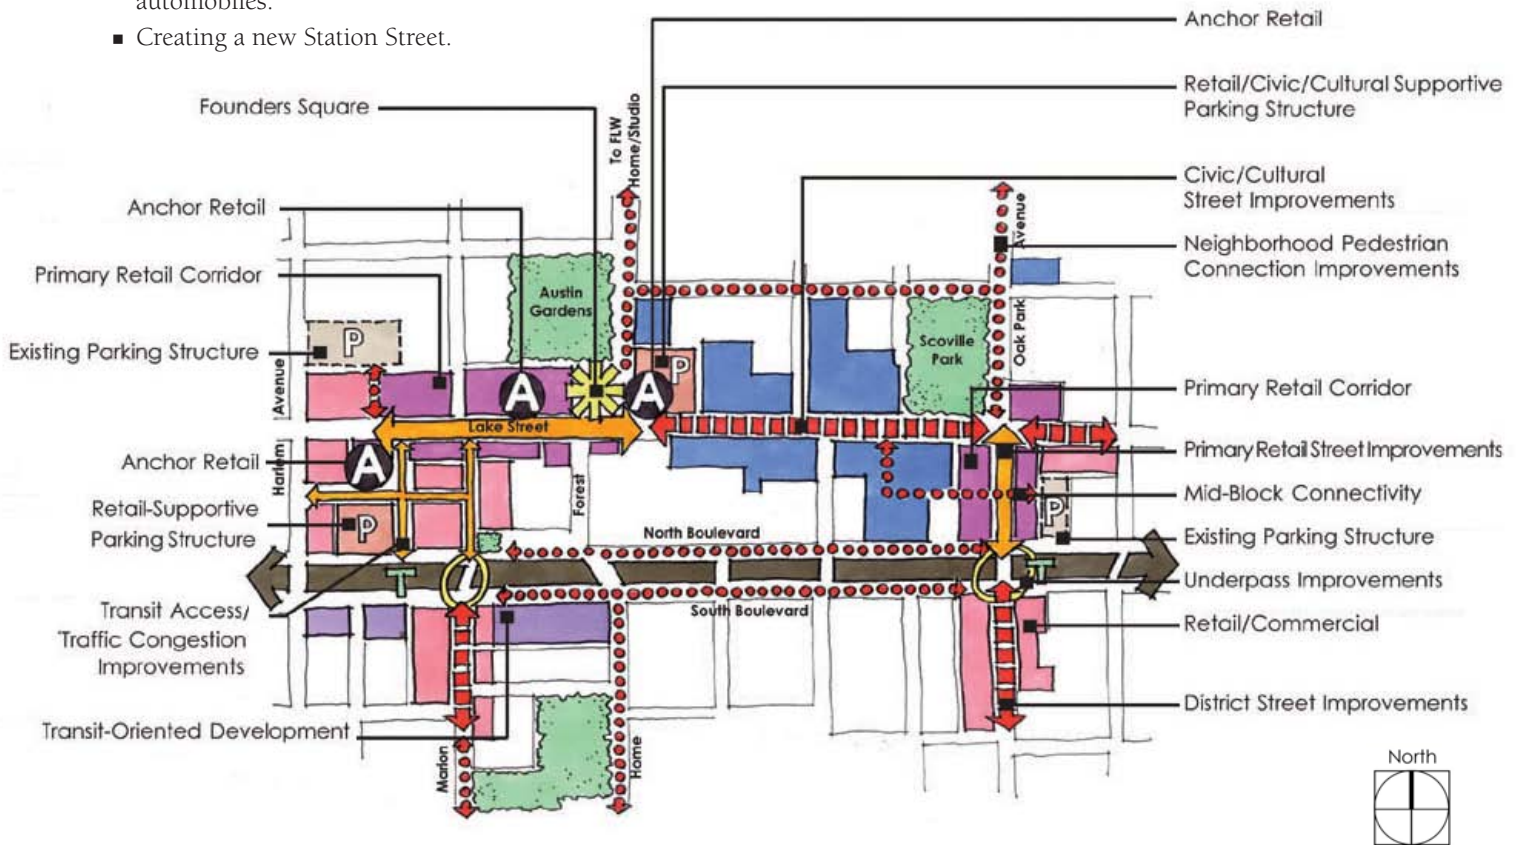 automobiles.
▪ Creating a new Station Street.
Anchor Retail
Retail/Civic/Cultural Supportive
Parking Structure
Founders Square
To FLW
Home/Studio
Civic/Cultural
Street Improvements
Anchor Retail
Avenue
Neighborhood Pedestrian
Connection Improvements
Primary Retail Corridor
Austin
Gardens
Oak Park
Scoville
Park
Existing Parking Structure
P
P
Avenue
A
A
Primary Retail Corridor
Lake Street
Primary Retail Street Improvements
Anchor Retail
A
Harlem
Mid-Block Connectivity
Forest
Retail-Supportive
Parking Structure
P
P
North Boulevard
Existing Parking Structure
T
T
Underpass Improvements
South Boulevard
Transit Access/
Traffic Congestion
Improvements
Retail/Commercial
District Street Improvements
Transit-Oriented Development
Marion
Home
North